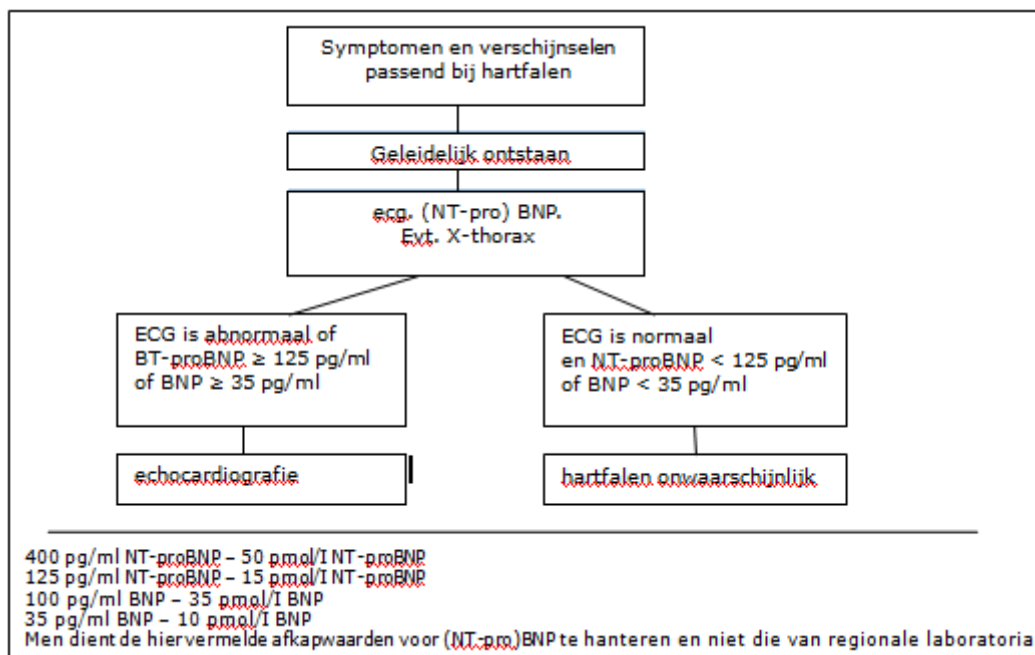 Symptomen en verschijnselen
passend bij hartfalen
Geleidelijk ontstaan
ecg. (NT-pro) BNP.
Evt. X-thorax
ECG is abnormaal of
BT-proBNP ≥ 125 pg/ml
of BNP ≥ 35 pg/ml
ECG is normaal
en NT-proBNP < 125 pg/ml
of BNP < 35 pg/ml
echocardiografie
hartfalen onwaarschijnlijk
400 pg/ml NT-proBNP – 50 pmol/l NT-proBNP
125 pg/ml NT-proBNP – 15 pmol/l NT-proBNP
100 pg/ml BNP – 35 pmol/l BNP
35 pg/ml BNP – 10 pmol/l BNP
Men dient de hiervermelde afkapwaarden voor (NT-pro)BNP te hanteren en niet die van regionale laboratoria